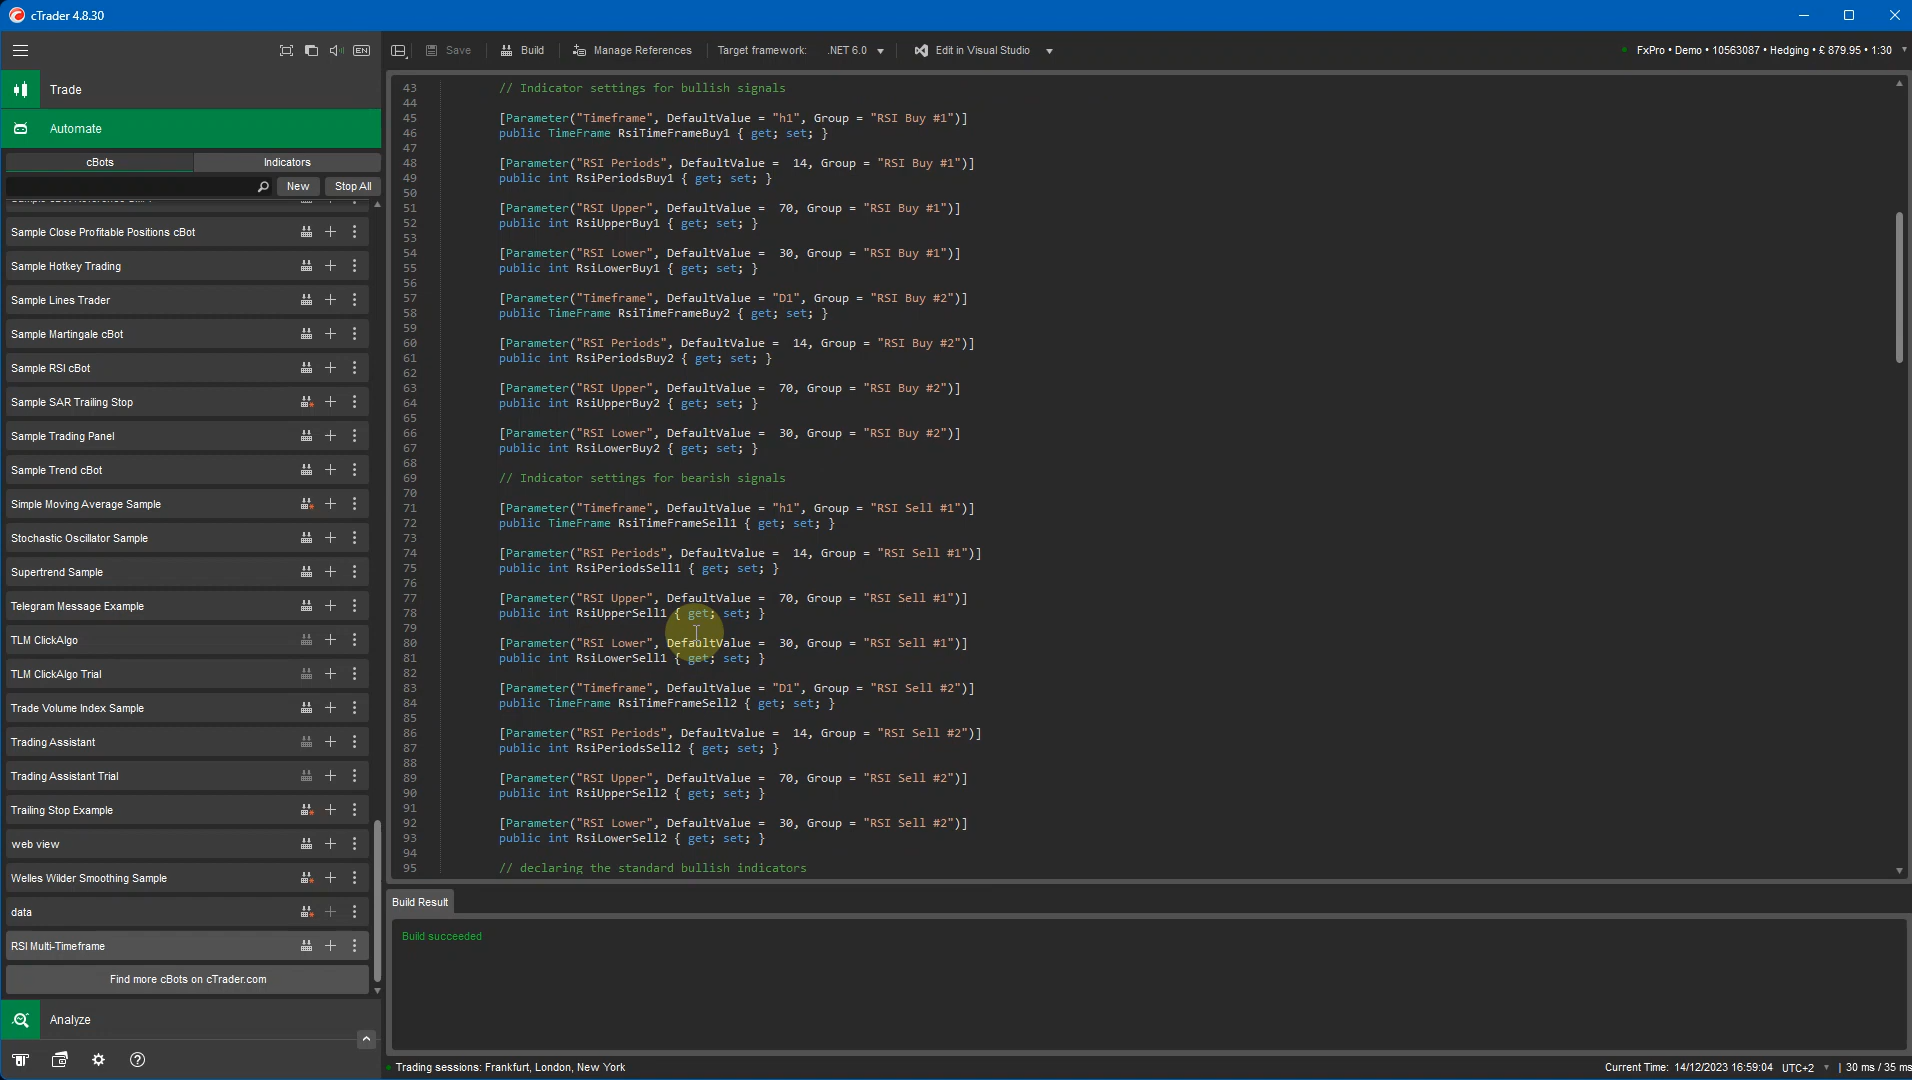 cTrader 4.8.30
EN
Save
Build
Manage References
Target framework:
.NET 6.0
Edit in Visual Studio
FxPro • Demo • 10563087 • Hedging • £ 879.95 • 1:30
Trade
Automate
cBots
Indicators
New
Stop All
Sample Close Profitable Positions cBot
Sample Hotkey Trading
Sample Lines Trader
Sample Martingale cBot
Sample RSI cBot
Sample SAR Trailing Stop
Sample Trading Panel
Sample Trend cBot
Simple Moving Average Sample
Stochastic Oscillator Sample
Supertrend Sample
Telegram Message Example
TLM ClickAlgo
TLM ClickAlgo Trial
Trade Volume Index Sample
Trading Assistant
Trading Assistant Trial
Trailing Stop Example
web view
Welles Wilder Smoothing Sample
data
RSI Multi-Timeframe
Find more cBots on cTrader.com
Analyze
43 // Indicator settings for bullish signals
44
45 [Parameter("Timeframe", DefaultValue = "h1", Group = "RSI Buy #1")]
46 public TimeFrame RsiTimeFrameBuy1 { get; set; }
47
48 [Parameter("RSI Periods", DefaultValue = 14, Group = "RSI Buy #1")]
49 public int RsiPeriodsBuy1 { get; set; }
50
51 [Parameter("RSI Upper", DefaultValue = 70, Group = "RSI Buy #1")]
52 public int RsiUpperBuy1 { get; set; }
53
54 [Parameter("RSI Lower", DefaultValue = 30, Group = "RSI Buy #1")]
55 public int RsiLowerBuy1 { get; set; }
56
57 [Parameter("Timeframe", DefaultValue = "D1", Group = "RSI Buy #2")]
58 public TimeFrame RsiTimeFrameBuy2 { get; set; }
59
60 [Parameter("RSI Periods", DefaultValue = 14, Group = "RSI Buy #2")]
61 public int RsiPeriodsBuy2 { get; set; }
62
63 [Parameter("RSI Upper", DefaultValue = 70, Group = "RSI Buy #2")]
64 public int RsiUpperBuy2 { get; set; }
65
66 [Parameter("RSI Lower", DefaultValue = 30, Group = "RSI Buy #2")]
67 public int RsiLowerBuy2 { get; set; }
68
69 // Indicator settings for bearish signals
70
71 [Parameter("Timeframe", DefaultValue = "h1", Group = "RSI Sell #1")]
72 public TimeFrame RsiTimeFrameSell1 { get; set; }
73
74 [Parameter("RSI Periods", DefaultValue = 14, Group = "RSI Sell #1")]
75 public int RsiPeriodsSell1 { get; set; }
76
77 [Parameter("RSI Upper", DefaultValue = 70, Group = "RSI Sell #1")]
78 public int RsiUpperSell1 { get; set; }
79
80 [Parameter("RSI Lower", DefaultValue = 30, Group = "RSI Sell #1")]
81 public int RsiLowerSell1 { get; set; }
82
83 [Parameter("Timeframe", DefaultValue = "D1", Group = "RSI Sell #2")]
84 public TimeFrame RsiTimeFrameSell2 { get; set; }
85
86 [Parameter("RSI Periods", DefaultValue = 14, Group = "RSI Sell #2")]
87 public int RsiPeriodsSell2 { get; set; }
88
89 [Parameter("RSI Upper", DefaultValue = 70, Group = "RSI Sell #2")]
90 public int RsiUpperSell2 { get; set; }
91
92 [Parameter("RSI Lower", DefaultValue = 30, Group = "RSI Sell #2")]
93 public int RsiLowerSell2 { get; set; }
94
95 // declaring the standard bullish indicators
Build Result
Build succeeded
Trading sessions: Frankfurt, London, New York
Current Time: 14/12/2023 16:59:04 UTC+2 | 30 ms / 35 ms